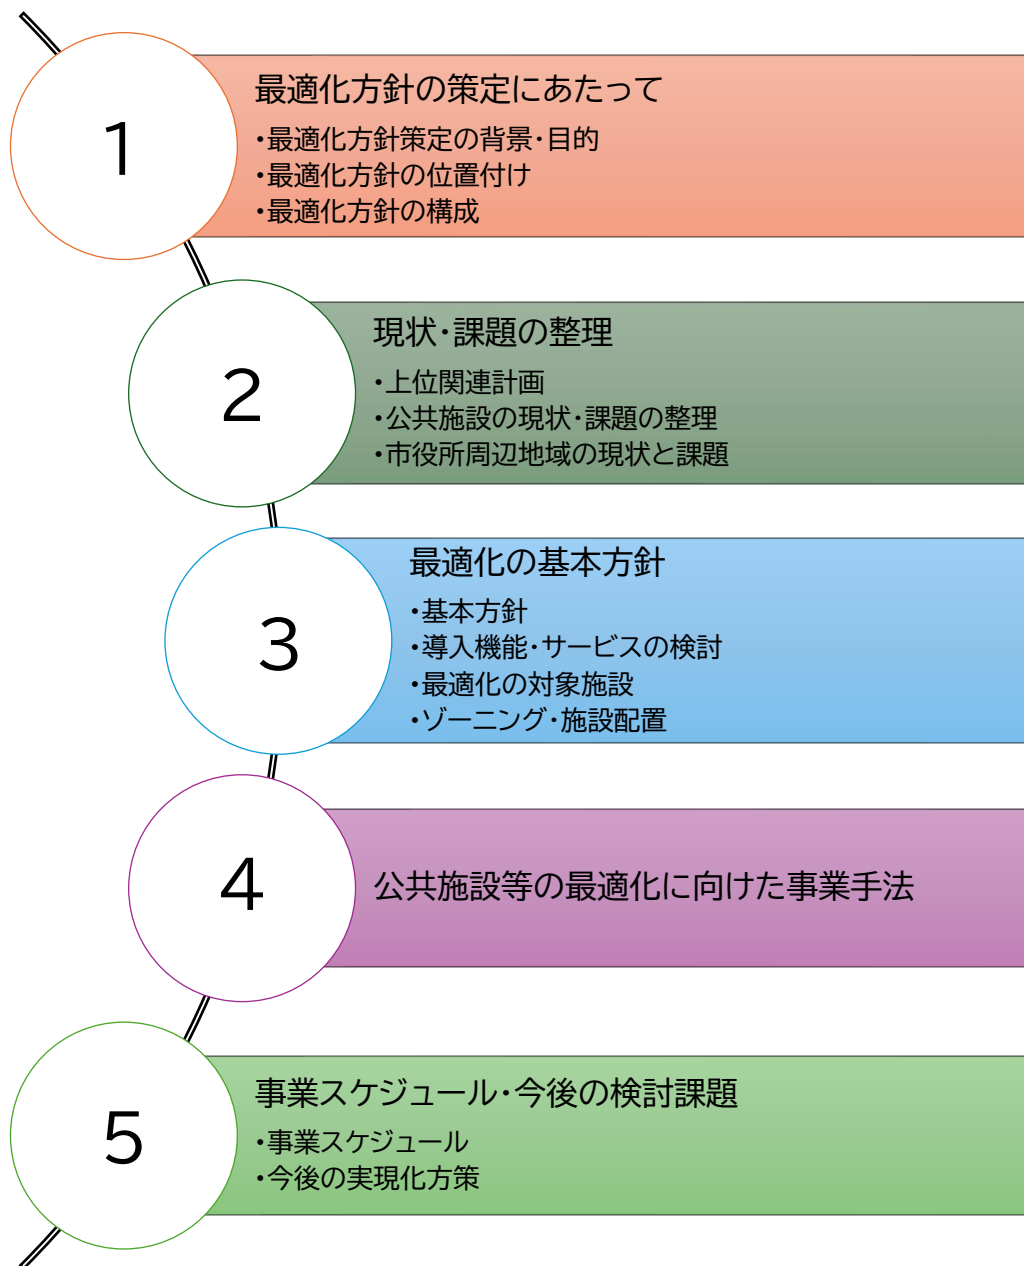 1
最適化方針の策定にあたって
・最適化方針策定の背景・目的
・最適化方針の位置付け
・最適化方針の構成
2
現状・課題の整理
・上位関連計画
・公共施設の現状・課題の整理
・市役所周辺地域の現状と課題
3
最適化の基本方針
・基本方針
・導入機能・サービスの検討
・最適化の対象施設
・ゾーニング・施設配置
4
公共施設等の最適化に向けた事業手法
5
事業スケジュール・今後の検討課題
・事業スケジュール
・今後の実現化方策